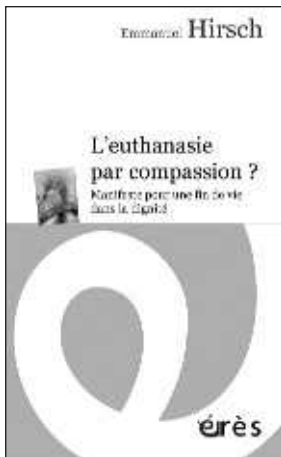 Emmanuel Hirsch
L'euthanasie
par compassion ?
Manifeste pour une fin de vie
dans la dignité
érès